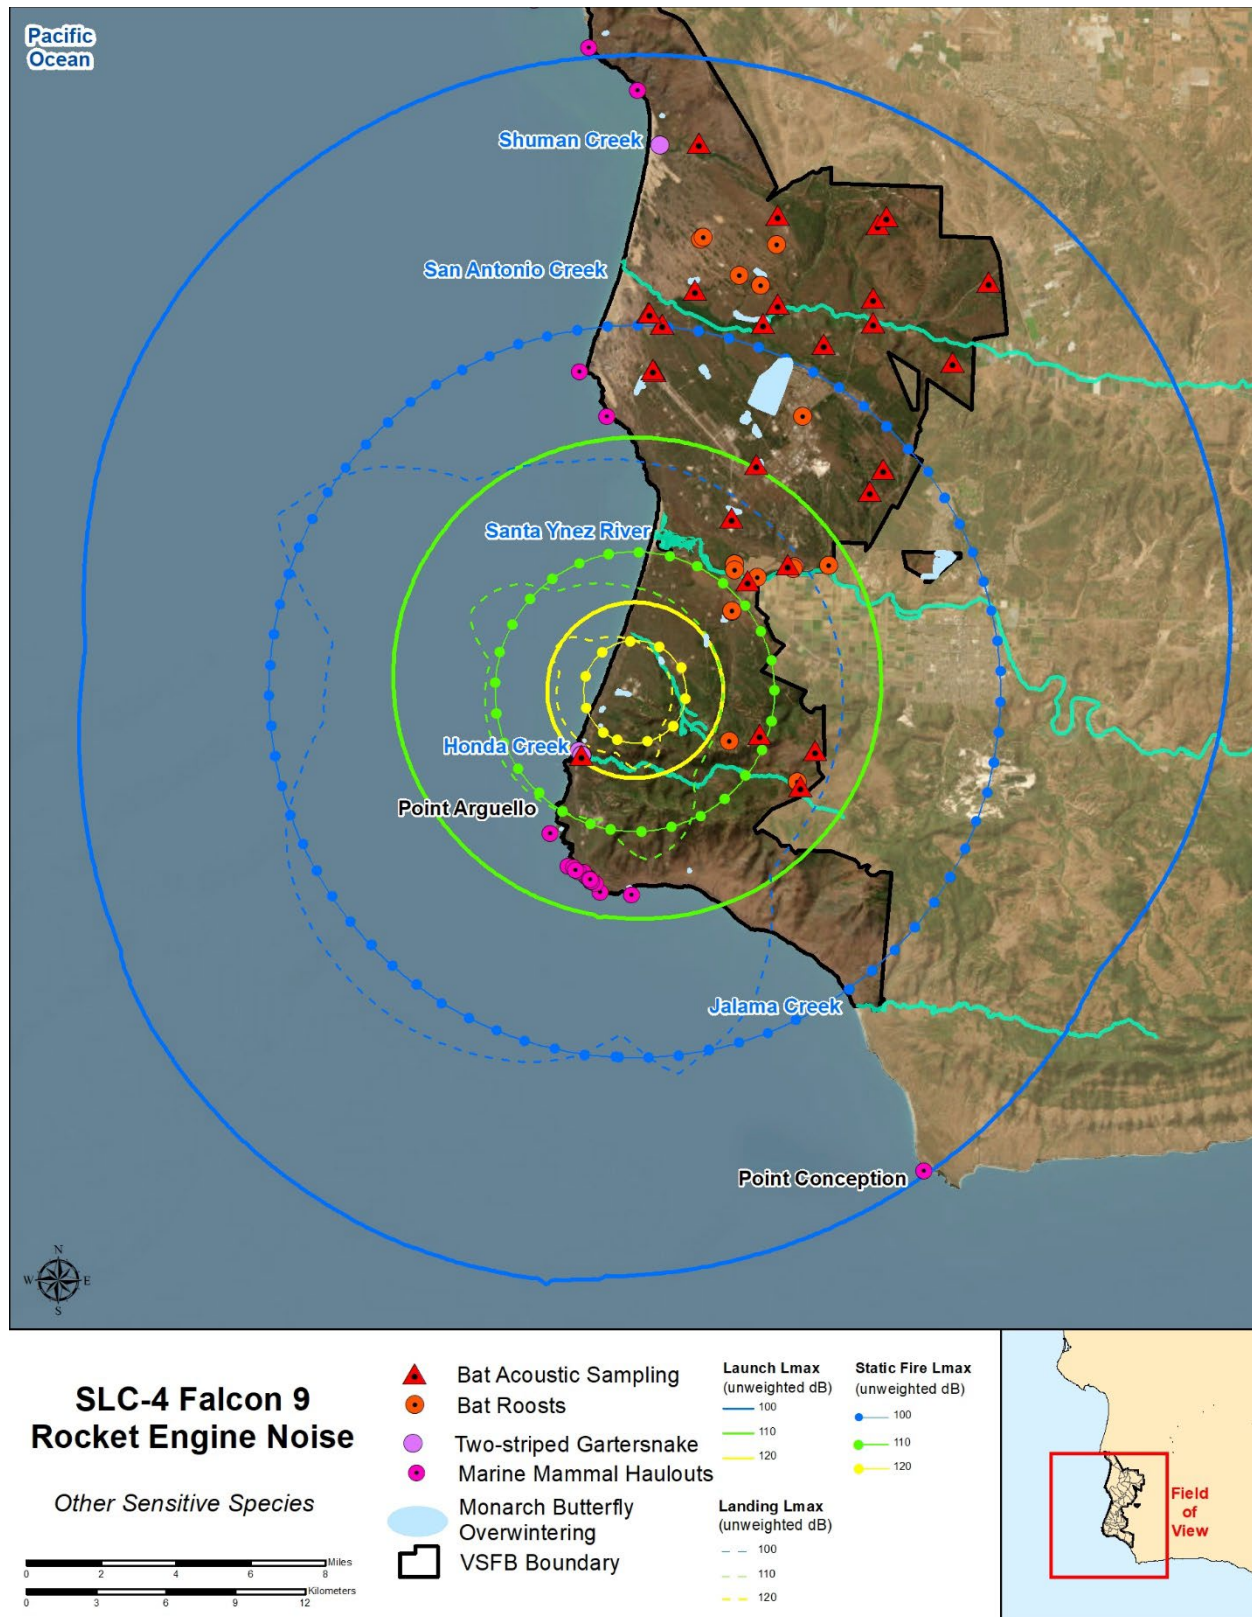 Pacific
Ocean
Shuman Creek
San Antonio Creek
Santa Ynez River
Honda Creek
Point Arguello
Jalama Creek
Point Conception
N
W E
S
SLC-4 Falcon 9
Rocket Engine Noise
Other Sensitive Species
Miles
0 2 4 6 8
Kilometers
0 3 6 9 12
Bat Acoustic Sampling
Bat Roosts
Two-striped Gartersnake
Marine Mammal Haulouts
Monarch Butterfly
Overwintering
VSFB Boundary
Launch Lmax
(unweighted dB)
100
110
120
Landing Lmax
(unweighted dB)
100
110
120
Static Fire Lmax
(unweighted dB)
100
110
120
Field
of
View